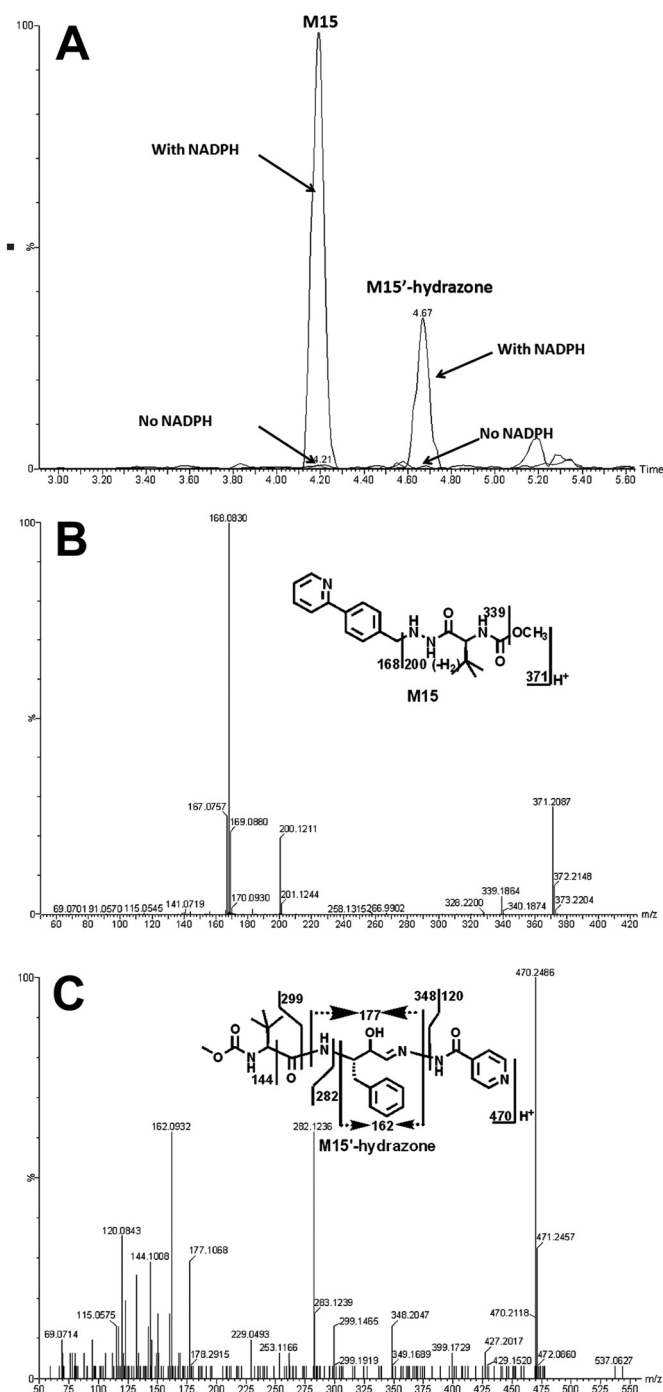 A
100
%
0
M15
With NADPH
M15'-hydrazone
4.67
With NADPH
No NADPH
4.21
No NADPH
3.00 3.20 3.40 3.60 3.80 4.00 4.20 4.40 4.60 4.80 5.00 5.20 5.40 5.60 Time
B
100
%
0
168.0830
N
H
N
N
H
O
H
N
O
339
OCH3
168 200 (-H2)
371 H+
M15
167.0757
169.0880
200.1211
371.2087
69.0701 91.0570 115.0545 141.0719
170.0930
201.1244
258.1315 266.9902
328.2200
339.1864
340.1874
372.2148
373.2204
60 80 100 120 140 160 180 200 220 240 260 280 300 320 340 360 380 400 420 m/z
C
100
%
0
470.2486
299
177
348 120
O
O
N
H
144
O
H
N
OH
N
N
H
O
N
282
162
470 H+
M15'-hydrazone
162.0932
282.1236
120.0843
144.1008
177.1068
471.2457
115.0575
69.0714
178.2915
229.0493
253.1166
283.1239
299.1465
299.1919
348.2047
349.1689
399.1729
427.2017
429.1520
470.2118
472.0860
537.0627
50 75 100 125 150 175 200 225 250 275 300 325 350 375 400 425 450 475 500 525 550 m/z